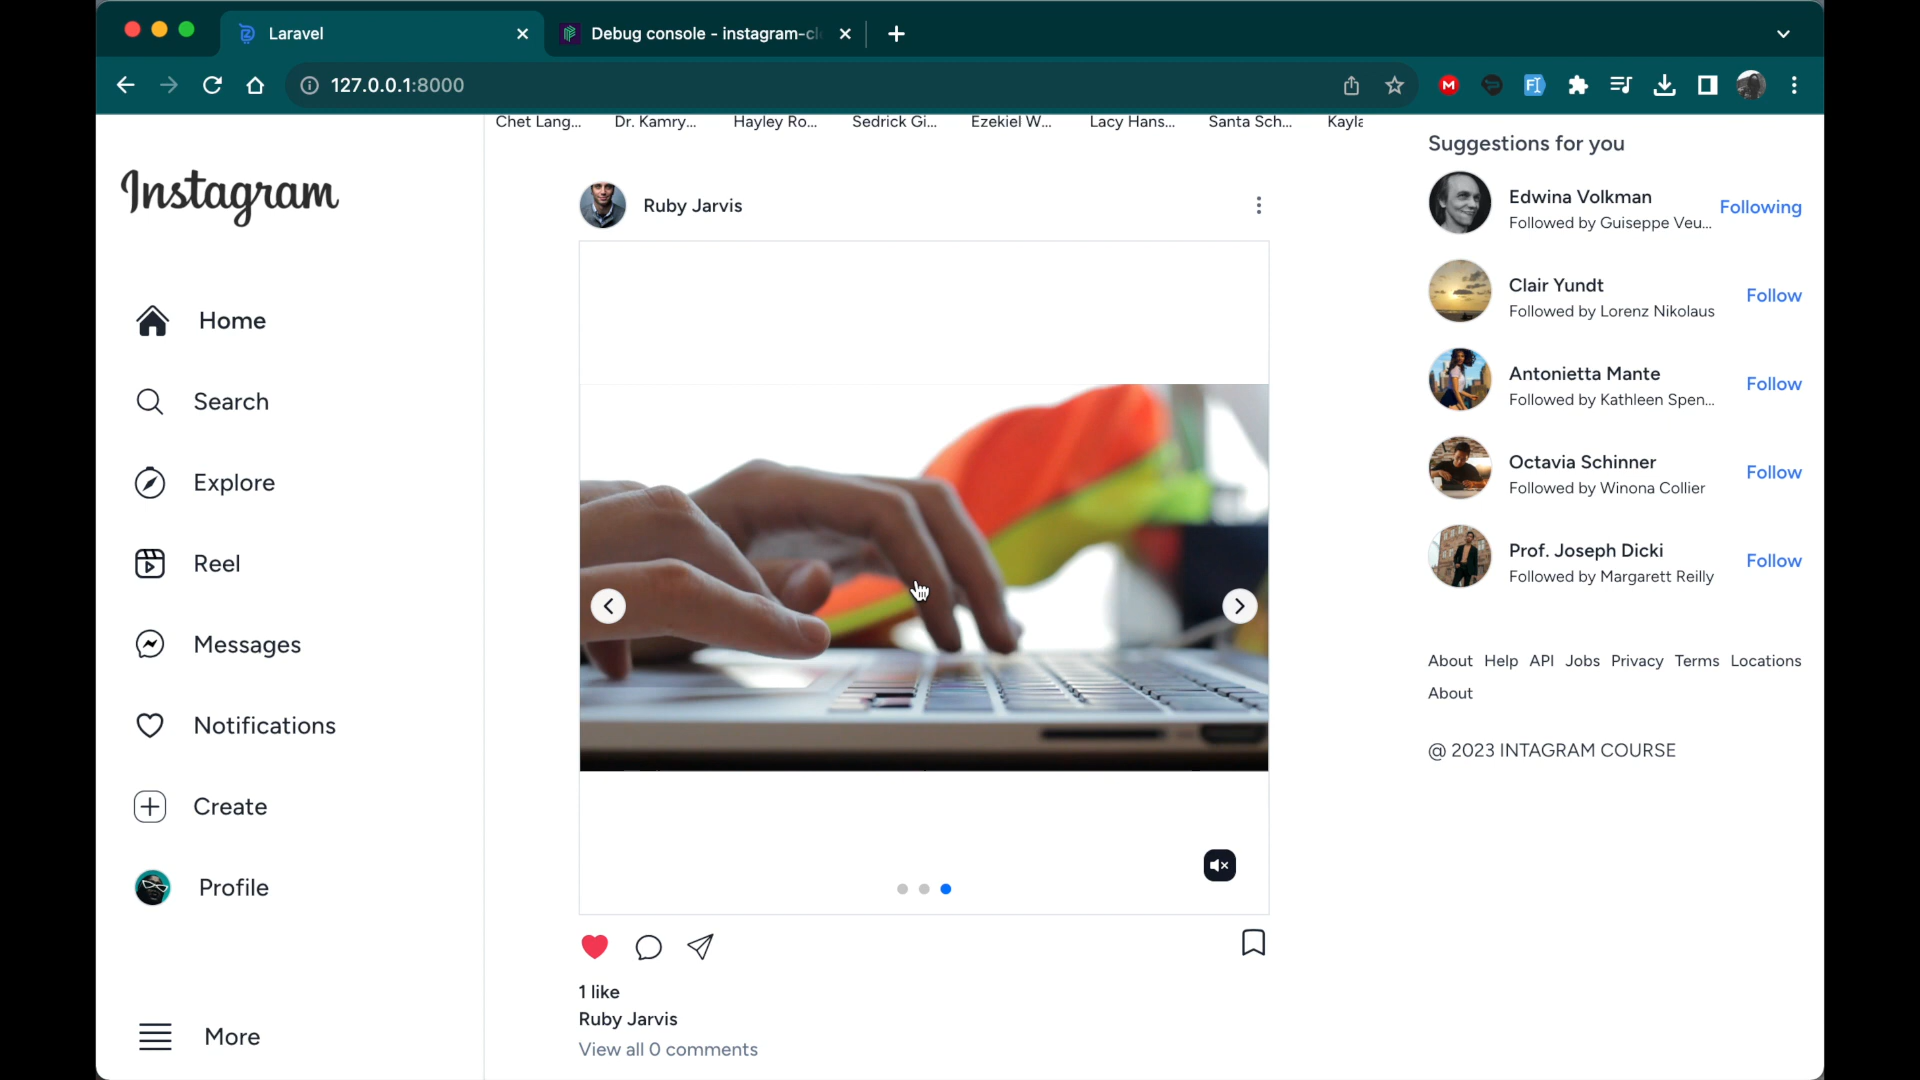 Laravel
Debug console - instagram-cl
127.0.0.1:8000
Chet Lang... Dr. Kamry... Hayley Ro... Sedrick Gi... Ezekiel W... Lacy Hans... Santa Sch... Kayla
Instagram
Home
Search
Explore
Reel
Messages
Notifications
Create
Profile
More
Ruby Jarvis
1 like
Ruby Jarvis
View all 0 comments
Suggestions for you
Edwina Volkman
Followed by Guiseppe Veu...
Following
Clair Yundt
Followed by Lorenz Nikolaus
Follow
Antonietta Mante
Followed by Kathleen Spen...
Follow
Octavia Schinner
Followed by Winona Collier
Follow
Prof. Joseph Dicki
Followed by Margarett Reilly
Follow
About Help API Jobs Privacy Terms Locations
About
@ 2023 INTAGRAM COURSE